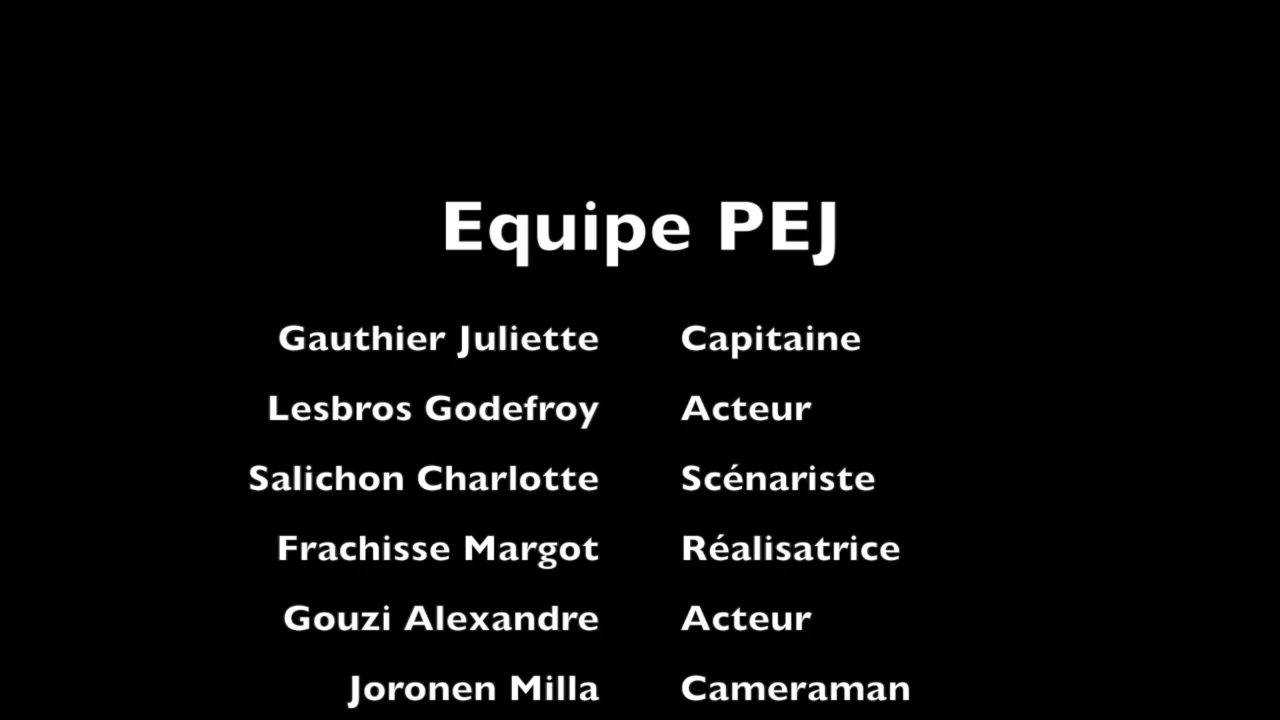 Equipe PEJ
Gauthier Juliette Capitaine
Lesbros Godefroy Acteur
Salichon Charlotte Scénariste
Frachisse Margot Réalisatrice
Gouzi Alexandre Acteur
Joronen Milla Cameraman